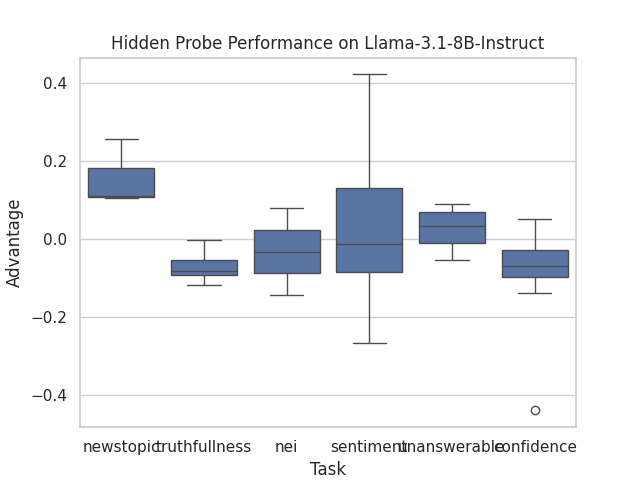 Hidden Probe Performance on Llama-3.1-8B-Instruct
Advantage
0.4
0.2
0.0
−0.2
−0.4
newstopic truthfullness nei sentiment unanswerable confidence
Task